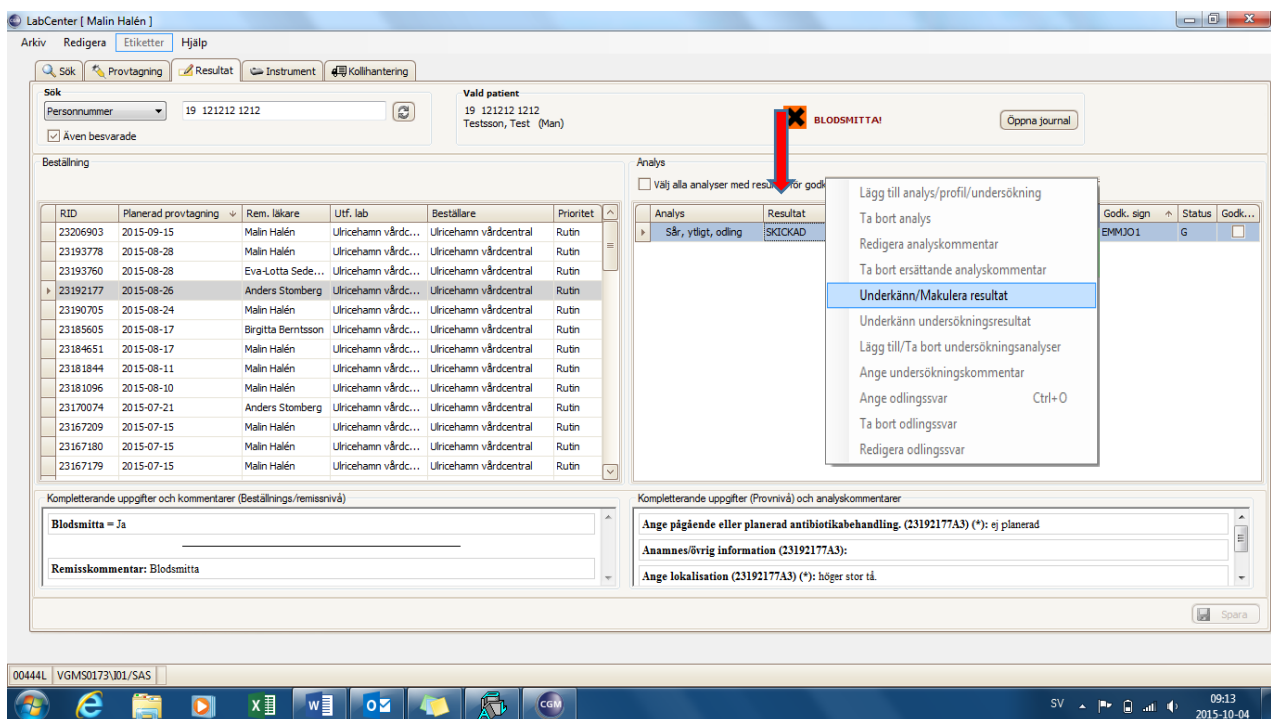 LabCenter [ Malin Halén ]
Arkiv Redigera Etiketter Hjälp
Sök Provtagning Resultat Instrument Kollihantering
Sök
Personnummer 19 121212 1212
Även besvarade
Vald patient
19 121212 1212
Testsson, Test (Man)
BLODSMITTA!
Öppna journal
Beställning
RID Planerad provtagning Rem. läkare Utf. lab Beställare Prioritet
23206903 2015-09-15 Malin Halén Ulricehamn vårdc... Ulricehamn vårdcentral Rutin
23193778 2015-08-28 Malin Halén Ulricehamn vårdc... Ulricehamn vårdcentral Rutin
23193760 2015-08-28 Eva-Lotta Sede... Ulricehamn vårdc... Ulricehamn vårdcentral Rutin
23192177 2015-08-26 Anders Stomberg Ulricehamn vårdc... Ulricehamn vårdcentral Rutin
23190705 2015-08-24 Malin Halén Ulricehamn vårdc... Ulricehamn vårdcentral Rutin
23185605 2015-08-17 Birgitta Berntsson Ulricehamn vårdc... Ulricehamn vårdcentral Rutin
23184651 2015-08-17 Malin Halén Ulricehamn vårdc... Ulricehamn vårdcentral Rutin
23181844 2015-08-11 Malin Halén Ulricehamn vårdc... Ulricehamn vårdcentral Rutin
23181096 2015-08-10 Malin Halén Ulricehamn vårdc... Ulricehamn vårdcentral Rutin
23170074 2015-07-21 Anders Stomberg Ulricehamn vårdc... Ulricehamn vårdcentral Rutin
23167209 2015-07-15 Malin Halén Ulricehamn vårdc... Ulricehamn vårdcentral Rutin
23167180 2015-07-15 Malin Halén Ulricehamn vårdc... Ulricehamn vårdcentral Rutin
23167179 2015-07-15 Malin Halén Ulricehamn vårdc... Ulricehamn vårdcentral Rutin
Analys
Välj alla analyser med för
Analys Resultat Godk. sign Status Godk...
Sår, ytligt, odling SKICKAD EMMJO1 G
Lägg till analys/profil/undersökning
Ta bort analys
Redigera analyskommentar
Ta bort ersättande analyskommentar
Underkänn/Makulera resultat
Underkänn undersökningsresultat
Lägg till/Ta bort undersökningsanalyser
Ange undersökningskommentar
Ange odlingssvar Ctrl+O
Ta bort odlingssvar
Redigera odlingssvar
Kompletterande uppgifter och kommentarer (Beställnings/remissnivå)
Blodsmitta = Ja
Remisskommentar: Blodsmitta
Kompletterande uppgifter (Provnivå) och analyskommentarer
Ange pågående eller planerad antibiotikabehandling. (23192177A3) (*): ej planerad
Anamnes/övrig information (23192177A3):
Ange lokalisation (23192177A3) (*): höger stor tå.
Spara
00444L VGMS0173\I01/SAS
CGM
SV
09:13
2015-10-04